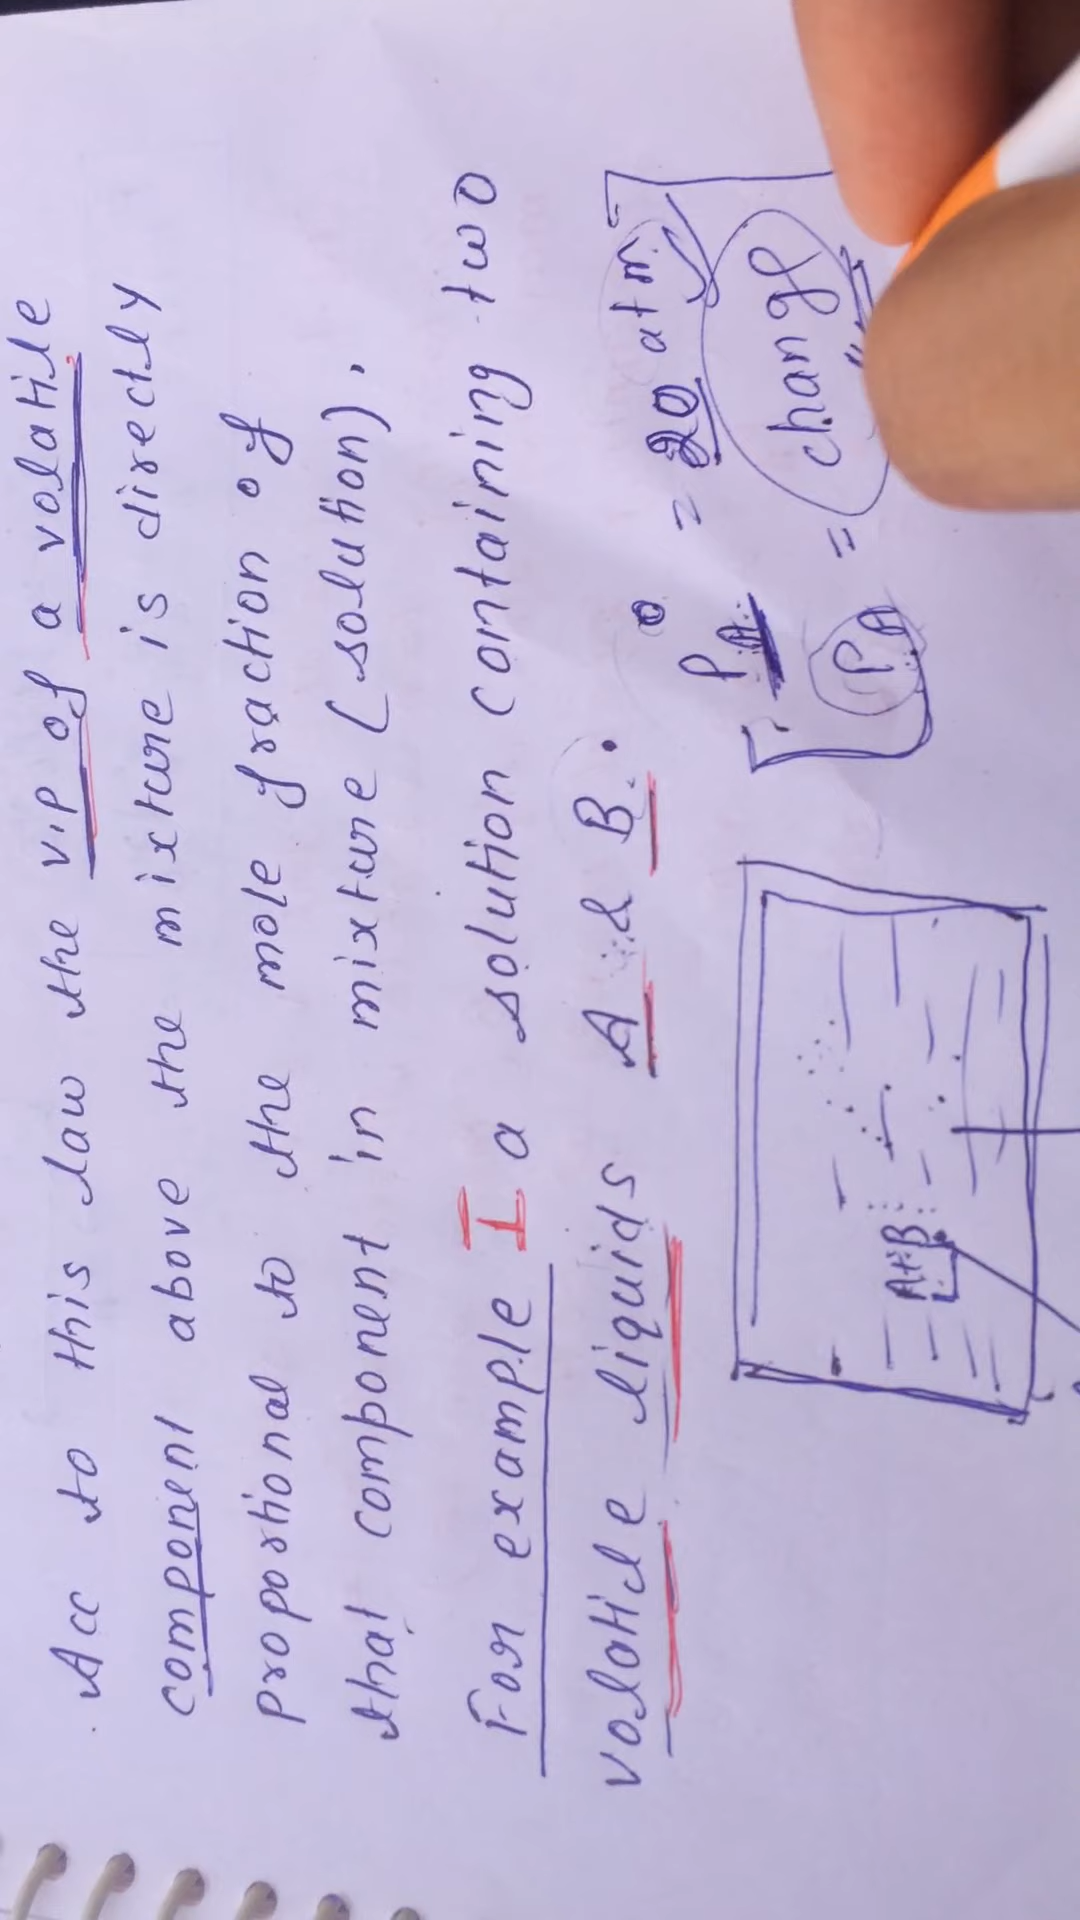 Acc to this law the v.p of a volatile
component above the mixture is directly
proportional to the mole fraction of
that component in mixture (solution).
For example I a solution containing two
volatile liquids A & B.
P°A = 20 atm
PA = change
A+B